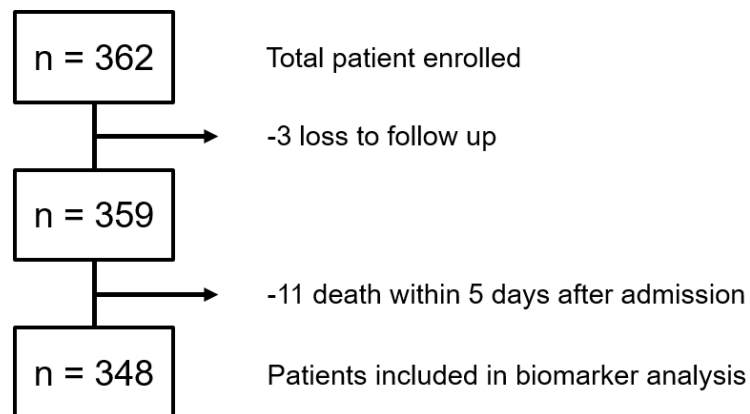 n = 362 Total patient enrolled
-3 loss to follow up
n = 359
-11 death within 5 days after admission
n = 348 Patients included in biomarker analysis